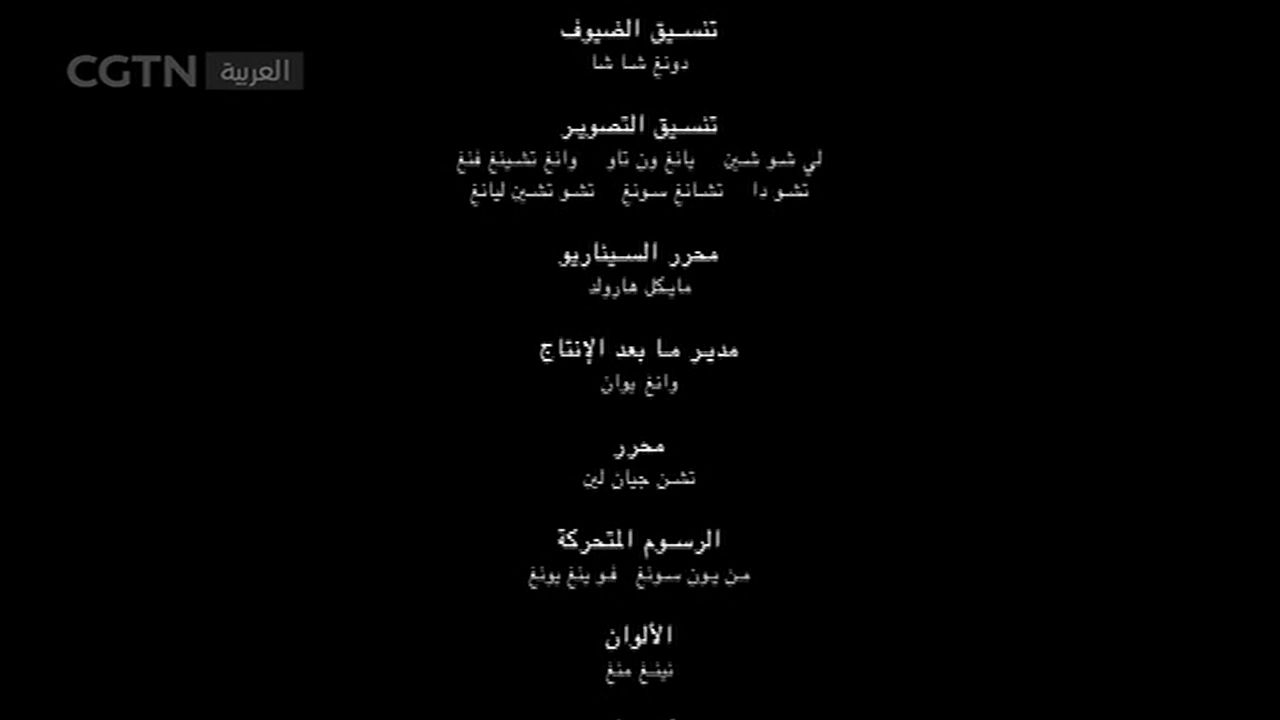 تنسيق الضيوف
دونغ شا شا
CGTN العربية
تنسيق التصوير
لي شو شين يانغ ون تاو وانغ تشينغ فنغ
تشو دا تشانغ سونغ تشو تشين ليانغ
محرر السيناريو
مايكل هارولد
مدير ما بعد الإنتاج
وانغ يوان
محرر
تشن جيان لين
الرسوم المتحركة
من يون سونغ فو ينغ يونغ
الألوان
نينغ منغ